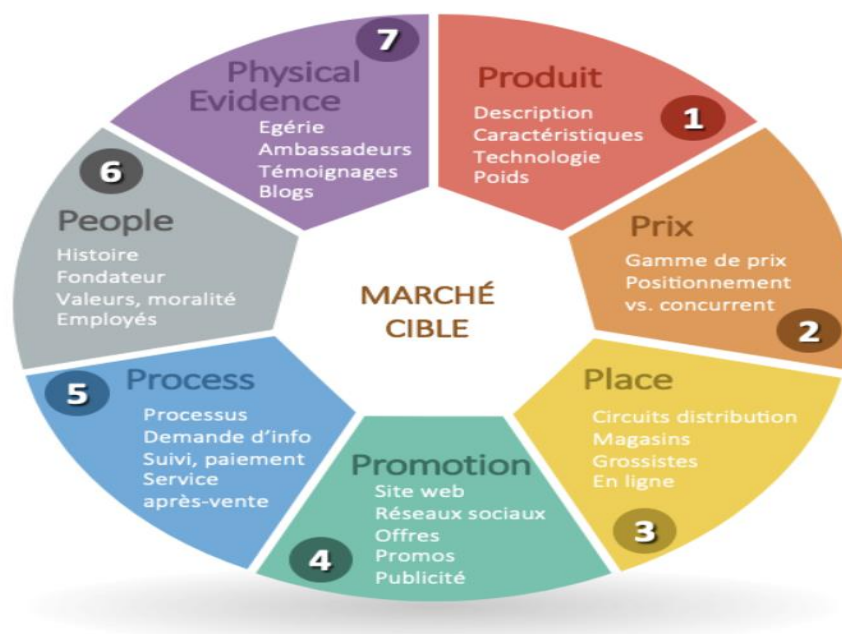 1
Produit
Description
Caractéristiques
Technologie
Poids
2
Prix
Gamme de prix
Positionnement
vs. concurrent
3
Place
Circuits distribution
Magasins
Grossistes
En ligne
4
Promotion
Site web
Réseaux sociaux
Offres
Promos
Publicité
5
Process
Processus
Demande d'info
Suivi, paiement
Service
après-vente
6
People
Histoire
Fondateur
Valeurs, moralité
Employés
7
Physical
Evidence
Egérie
Ambassadeurs
Témoignages
Blogs
MARCHÉ
CIBLE